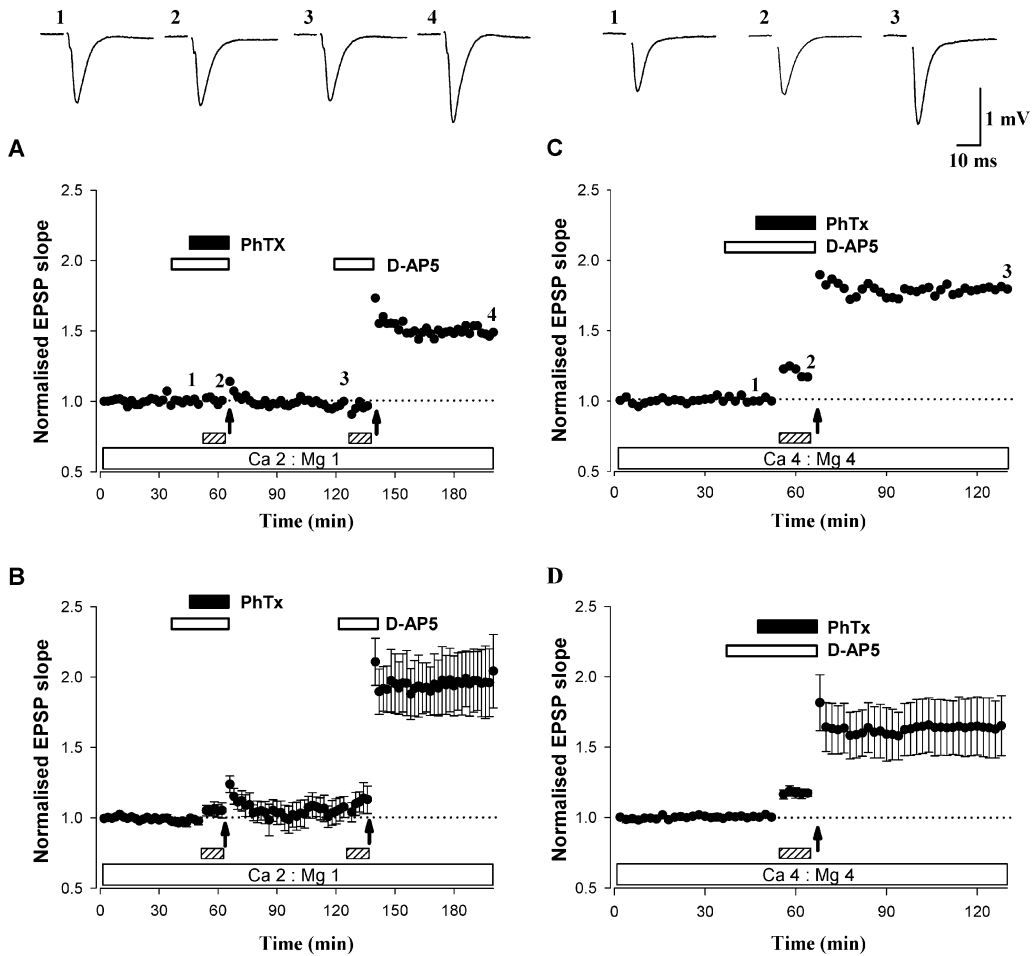 1 2 3 4
1 2 3
1 mV
10 ms
A
Normalised EPSP slope
2.5
2.0
1.5
1.0
0.5
PhTX
D-AP5
1 2 3 4
Ca 2 : Mg 1
0 30 60 90 120 150 180
Time (min)
C
Normalised EPSP slope
2.5
2.0
1.5
1.0
0.5
PhTx
D-AP5
1 2 3
Ca 4 : Mg 4
0 30 60 90 120
Time (min)
B
Normalised EPSP slope
2.5
2.0
1.5
1.0
0.5
PhTx
D-AP5
Ca 2 : Mg 1
0 30 60 90 120 150 180
Time (min)
D
Normalised EPSP slope
2.5
2.0
1.5
1.0
0.5
PhTx
D-AP5
Ca 4 : Mg 4
0 30 60 90 120
Time (min)